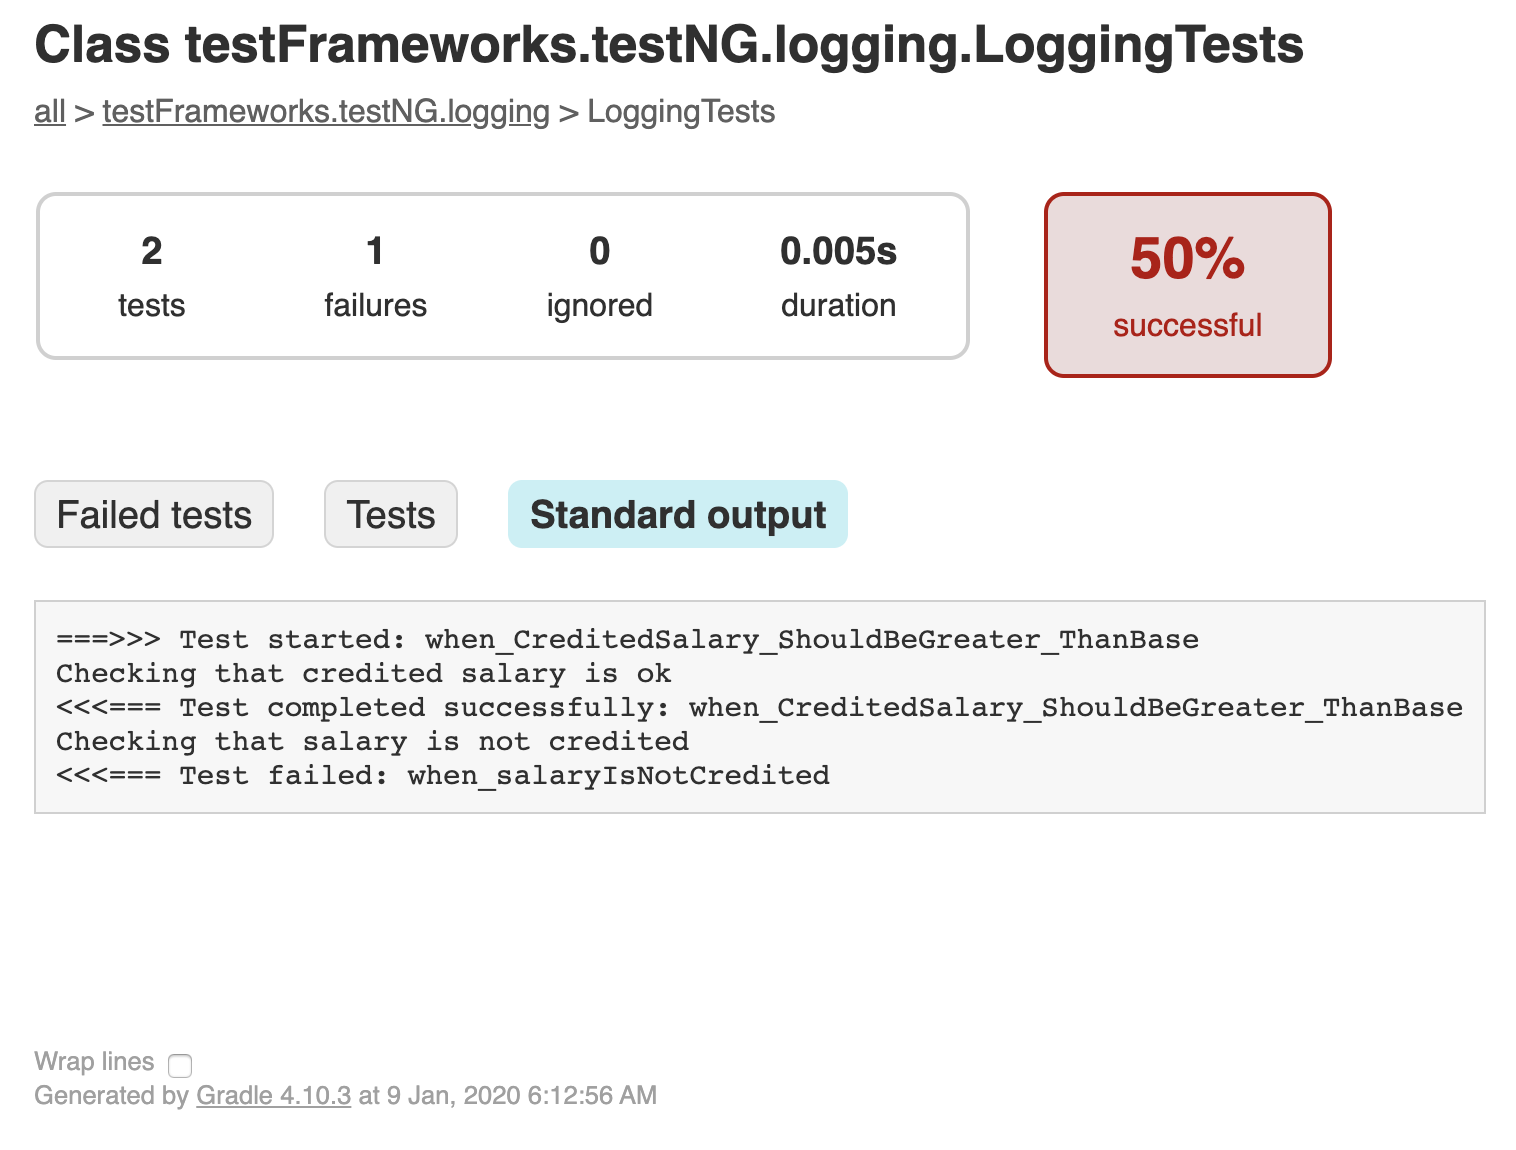 Class testFrameworks.testNG.logging.LoggingTests
all > testFrameworks.testNG.logging > LoggingTests
2 1 0 0.005s
tests failures ignored duration
50%
successful
Failed tests Tests Standard output
===>>> Test started: when_CreditedSalary_ShouldBeGreater_ThanBase
Checking that credited salary is ok
<<<=== Test completed successfully: when_CreditedSalary_ShouldBeGreater_ThanBase
Checking that salary is not credited
<<<=== Test failed: when_salaryIsNotCredited
Wrap lines
Generated by Gradle 4.10.3 at 9 Jan, 2020 6:12:56 AM